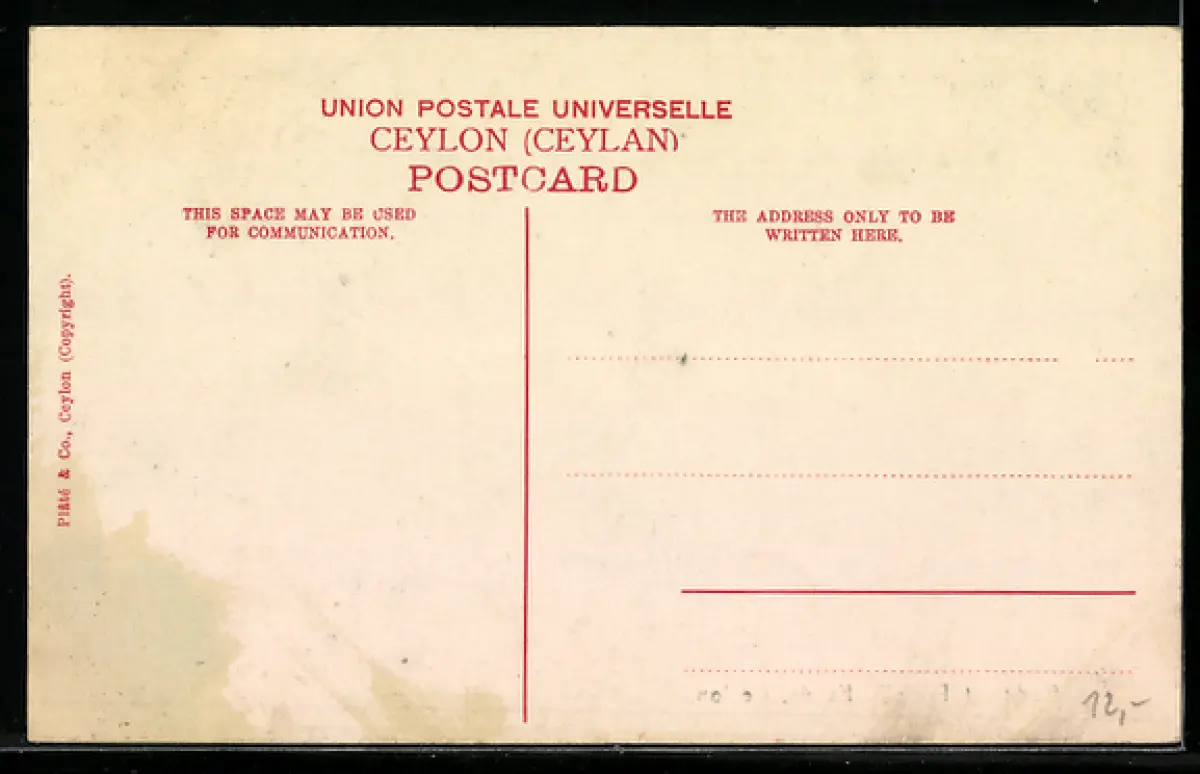 UNION POSTALE UNIVERSELLE
CEYLON (CEYLAN)
POSTCARD
THIS SPACE MAY BE USED
FOR COMMUNICATION.
THE ADDRESS ONLY TO BE
WRITTEN HERE.
Plâté & Co., Ceylon (Copyright).
12,-